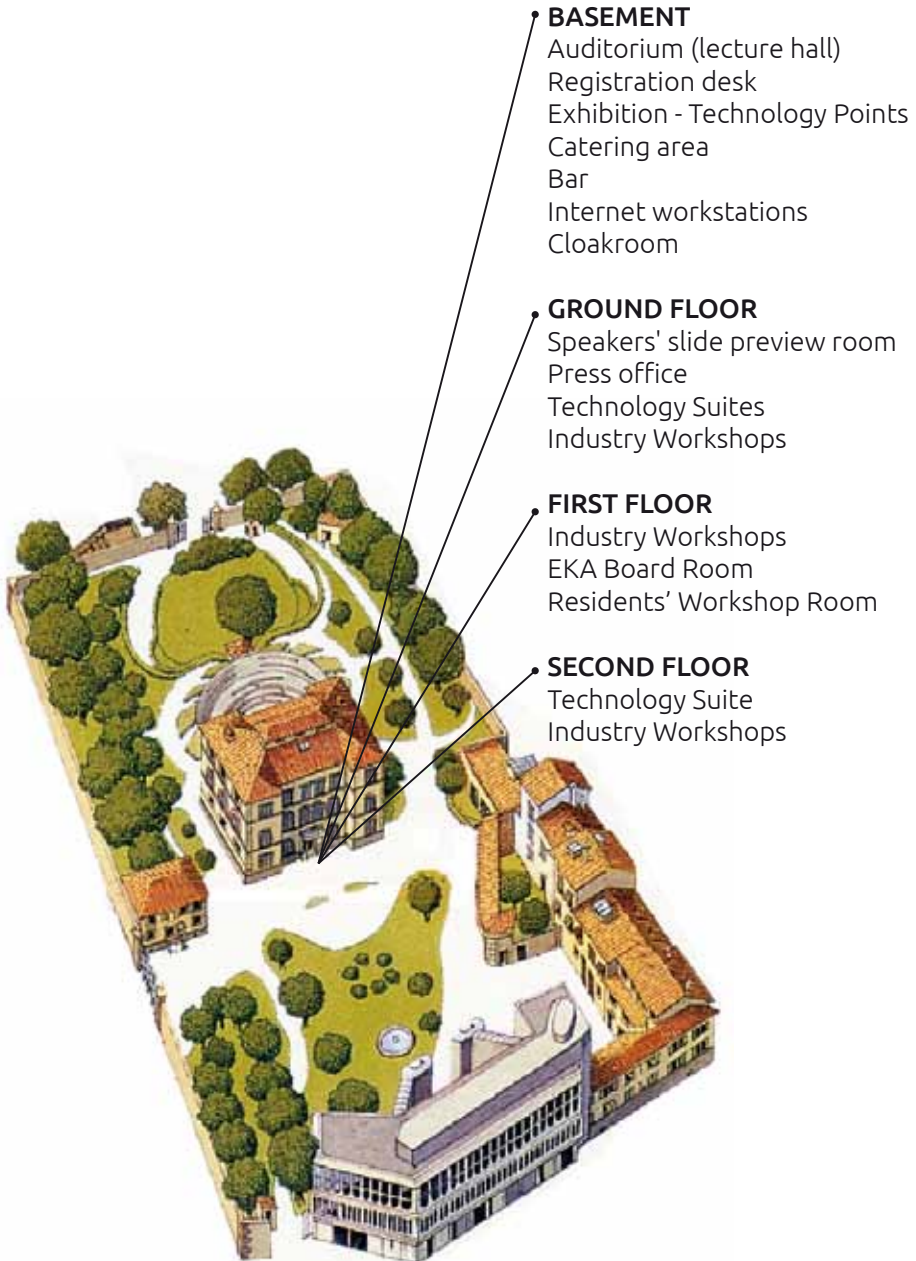 BASEMENT
Auditorium (lecture hall)
Registration desk
Exhibition - Technology Points
Catering area
Bar
Internet workstations
Cloakroom
GROUND FLOOR
Speakers' slide preview room
Press office
Technology Suites
Industry Workshops
FIRST FLOOR
Industry Workshops
EKA Board Room
Residents’ Workshop Room
SECOND FLOOR
Technology Suite
Industry Workshops